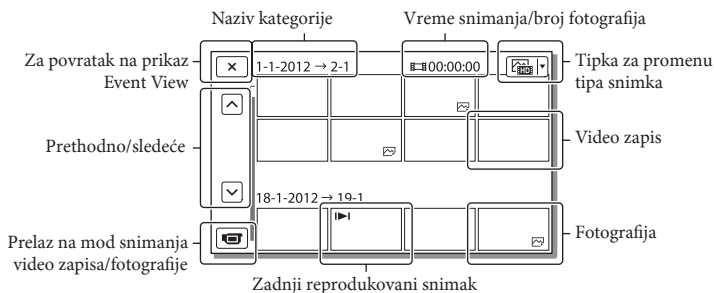 Naziv kategorije
Vreme snimanja/broj fotografija
Za povratak na prikaz
Event View
1-1-2012 → 2-1
00:00:00
HD
Tipka za promenu
tipa snimka
Prethodno/sledeće
Video zapis
18-1-2012 → 19-1
Prelaz na mod snimanja
video zapisa/fotografije
Fotografija
Zadnji reprodukovani snimak